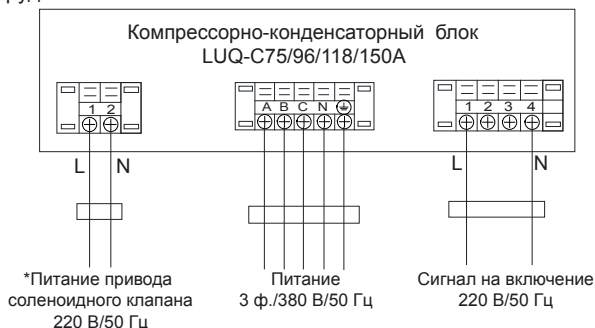 Компрессорно-конденсаторный блок
LUQ-C75/96/118/150A
1 2
A B C N
1 2 3 4
L N
L N
*Питание привода
соленоидного клапана
220 В/50 Гц
Питание
3 ф./380 В/50 Гц
Сигнал на включение
220 В/50 Гц